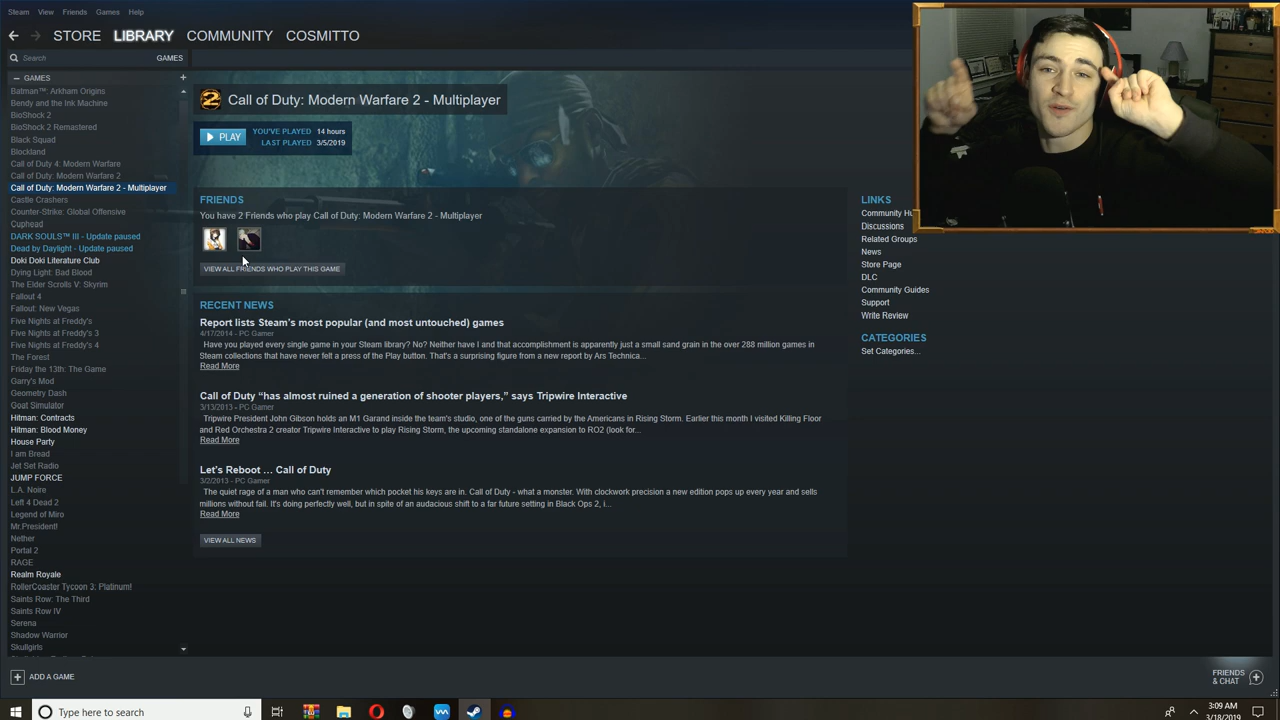 Steam View Friends Games Help
STORE LIBRARY COMMUNITY COSMITTO
Search GAMES
GAMES
Batman™: Arkham Origins
Bendy and the Ink Machine
BioShock 2
BioShock 2 Remastered
Black Squad
Blockland
Call of Duty 4: Modern Warfare
Call of Duty: Modern Warfare 2
Call of Duty: Modern Warfare 2 - Multiplayer
Castle Crashers
Counter-Strike: Global Offensive
Cuphead
DARK SOULS™ III - Update paused
Dead by Daylight - Update paused
Doki Doki Literature Club
Dying Light: Bad Blood
The Elder Scrolls V: Skyrim
Fallout 4
Fallout: New Vegas
Five Nights at Freddy's
Five Nights at Freddy's 3
Five Nights at Freddy's 4
The Forest
Friday the 13th: The Game
Garry's Mod
Geometry Dash
Goat Simulator
Hitman: Contracts
Hitman: Blood Money
House Party
I am Bread
Jet Set Radio
JUMP FORCE
L.A. Noire
Left 4 Dead 2
Legend of Miro
Mr.President!
Nether
Portal 2
RAGE
Realm Royale
RollerCoaster Tycoon 3: Platinum!
Saints Row: The Third
Saints Row IV
Serena
Shadow Warrior
Skullgirls
ADD A GAME
2 Call of Duty: Modern Warfare 2 - Multiplayer
PLAY YOU'VE PLAYED 14 hours
LAST PLAYED 3/5/2019
FRIENDS
You have 2 Friends who play Call of Duty: Modern Warfare 2 - Multiplayer
VIEW ALL FRIENDS WHO PLAY THIS GAME
RECENT NEWS
Report lists Steam's most popular (and most untouched) games
4/17/2014 - PC Gamer
Have you played every single game in your Steam library? No? Neither have I and that accomplishment is apparently just a small sand grain in the over 288 million games in
Steam collections that have never felt a press of the Play button. That's a surprising figure from a new report by Ars Technica...
Read More
Call of Duty “has almost ruined a generation of shooter players,” says Tripwire Interactive
3/13/2013 - PC Gamer
Tripwire President John Gibson holds an M1 Garand inside the team's studio, one of the guns carried by the Americans in Rising Storm. Earlier this month I visited Killing Floor
and Red Orchestra 2 creator Tripwire Interactive to play Rising Storm, the upcoming standalone expansion to RO2 (look for...
Read More
Let's Reboot … Call of Duty
3/2/2013 - PC Gamer
The quiet rage of a man who can't remember which pocket his keys are in. Call of Duty - what a monster. With clockwork precision a new edition pops up every year and sells
millions without fail. It's doing perfectly well, but in spite of an audacious shift to a far future setting in Black Ops 2, i...
Read More
VIEW ALL NEWS
LINKS
Community Hu
Discussions
Related Groups
News
Store Page
DLC
Community Guides
Support
Write Review
CATEGORIES
Set Categories...
FRIENDS
& CHAT
Type here to search
3:09 AM
3/18/2019